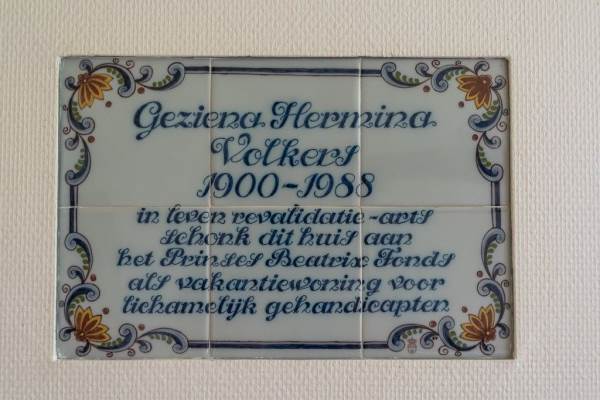 Geziena Hermina
Volkers
1900-1988
in leven revalidatie-arts
schonk dit huis aan
het Prinses Beatrix Fonds
als vakantiewoning voor
lichamelijk gehandicapten